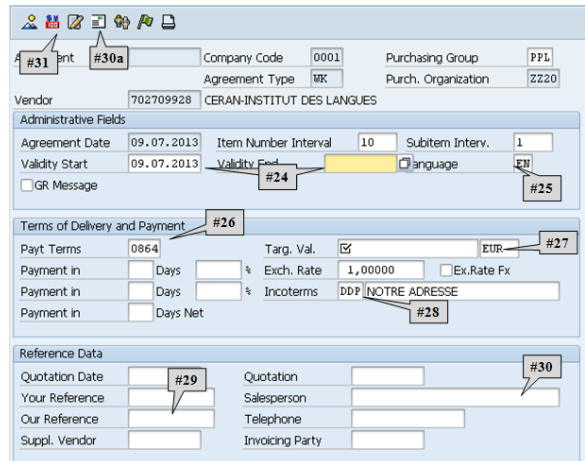 #31 #30a
Company Code 0001 Purchasing Group PPL
Agreement Type WK Purch. Organization ZZ20
Vendor 702709928 CERAN-INSTITUT DES LANGUES
Administrative Fields
Agreement Date 09.07.2013 Item Number Interval 10 Subitem Interv. 1
Validity Start 09.07.2013 Validity End
#24
#25
GR Message
Terms of Delivery and Payment
#26
Payt Terms 0864 Targ. Val. EUR
#27
Payment in Days % Exch. Rate 1,00000 Ex.Rate Fx
Payment in Days % Incoterms DDP NOTRE ADRESSE
Payment in Days Net
#28
Reference Data
Quotation Date #29 Quotation
#30
Your Reference Salesperson
Our Reference Telephone
Suppl. Vendor Invoicing Party